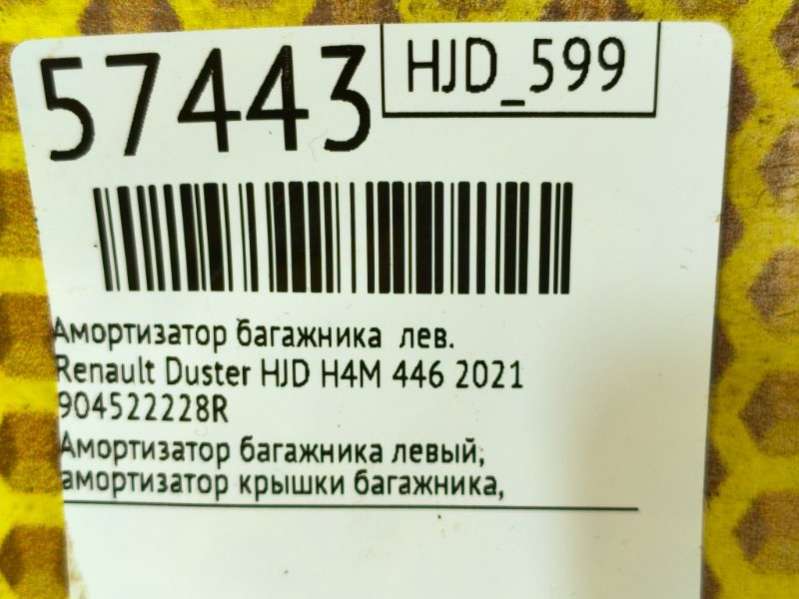 57443
HJD_599
Амортизатор багажника лев.
Renault Duster HJD H4M 446 2021
904522228R
Амортизатор багажника левый,
амортизатор крышки багажника,